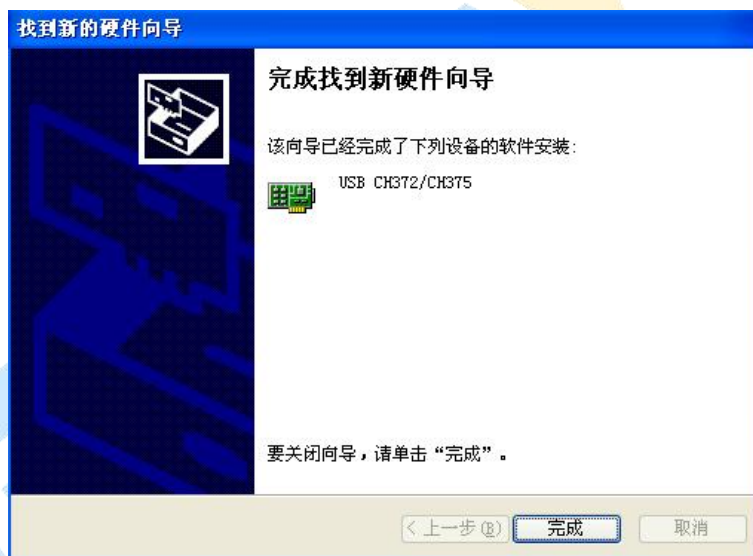 找到新的硬件向导
完成找到新硬件向导
该向导已经完成了下列设备的软件安装:
USB CH372/CH375
要关闭向导,请单击“完成”。
< 上一步(B) 完成 取消